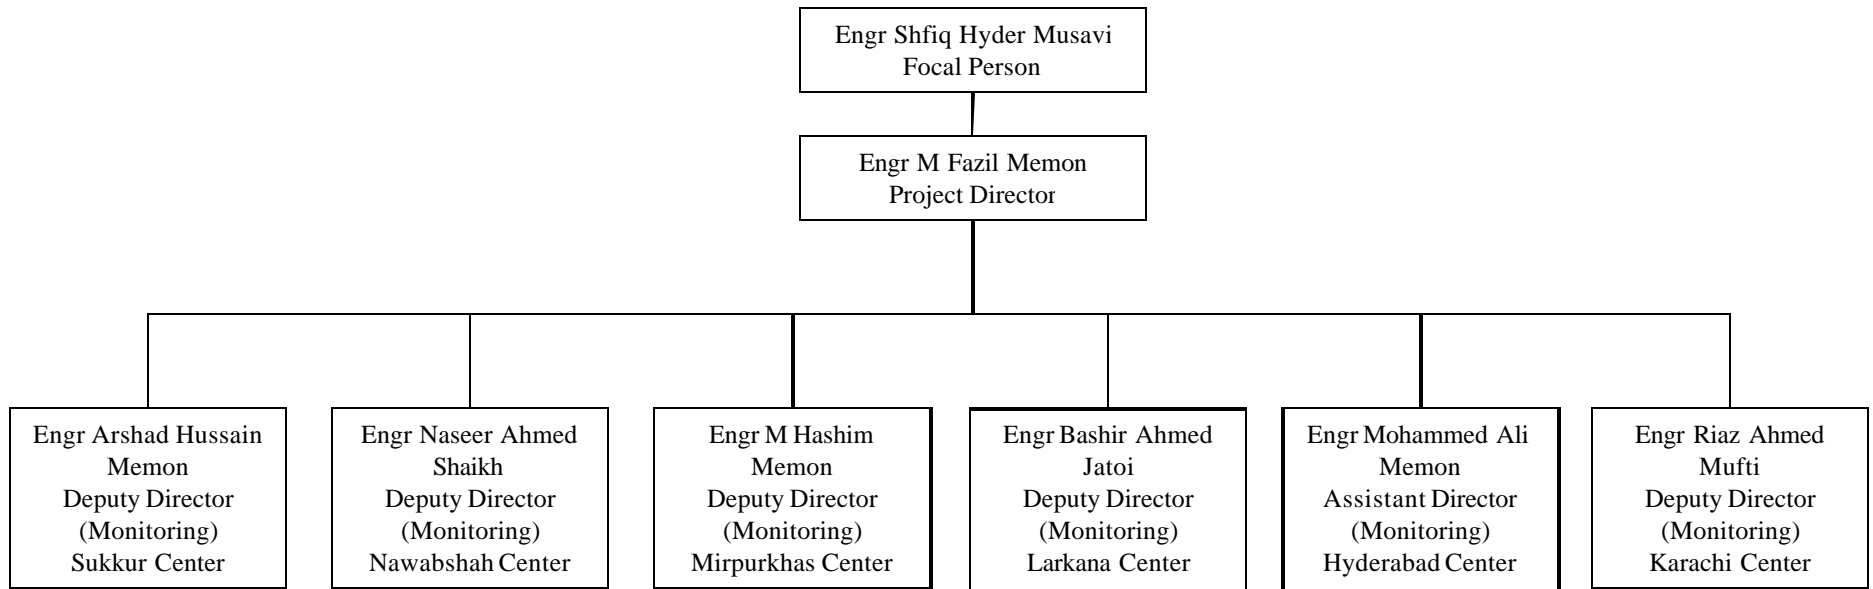 Engr Shfiq Hyder Musavi
Focal Person
Engr M Fazil Memon
Project Director
Engr Arshad Hussain
Memon
Deputy Director
(Monitoring)
Sukkur Center
Engr Naseer Ahmed
Shaikh
Deputy Director
(Monitoring)
Nawabshah Center
Engr M Hashim
Memon
Deputy Director
(Monitoring)
Mirpurkhas Center
Engr Bashir Ahmed
Jatoi
Deputy Director
(Monitoring)
Larkana Center
Engr Mohammed Ali
Memon
Assistant Director
(Monitoring)
Hyderabad Center
Engr Riaz Ahmed
Mufti
Deputy Director
(Monitoring)
Karachi Center